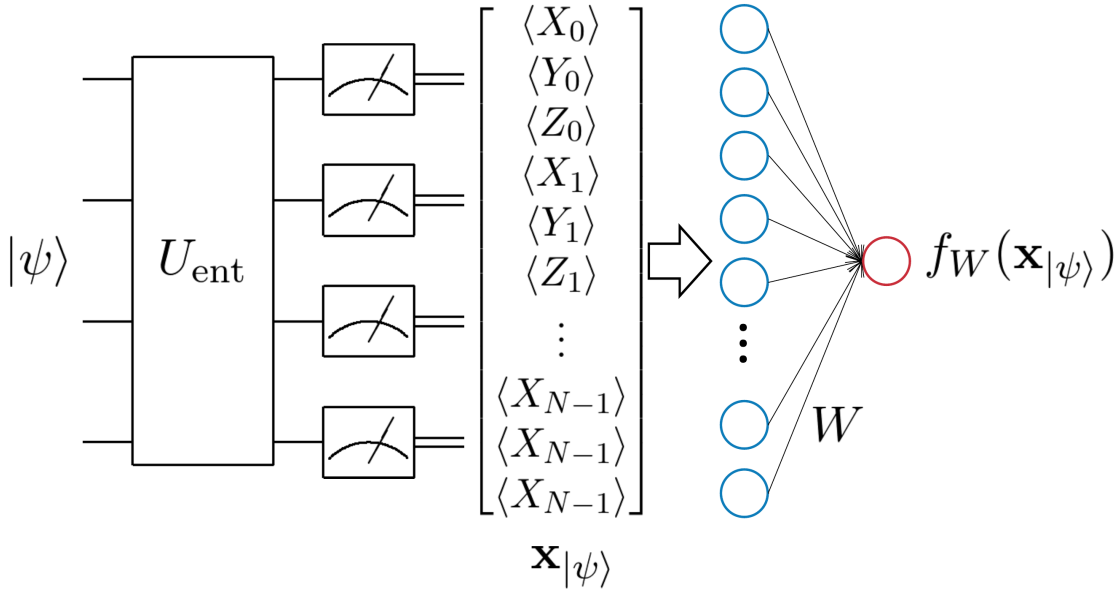 |ψ⟩
U_ent
⟨X_0⟩
⟨Y_0⟩
⟨Z_0⟩
⟨X_1⟩
⟨Y_1⟩
⟨Z_1⟩
⋮
⟨X_{N−1}⟩
⟨X_{N−1}⟩
⟨X_{N−1}⟩
𝐱_{|ψ⟩}
W
f_W(𝐱_{|ψ⟩})